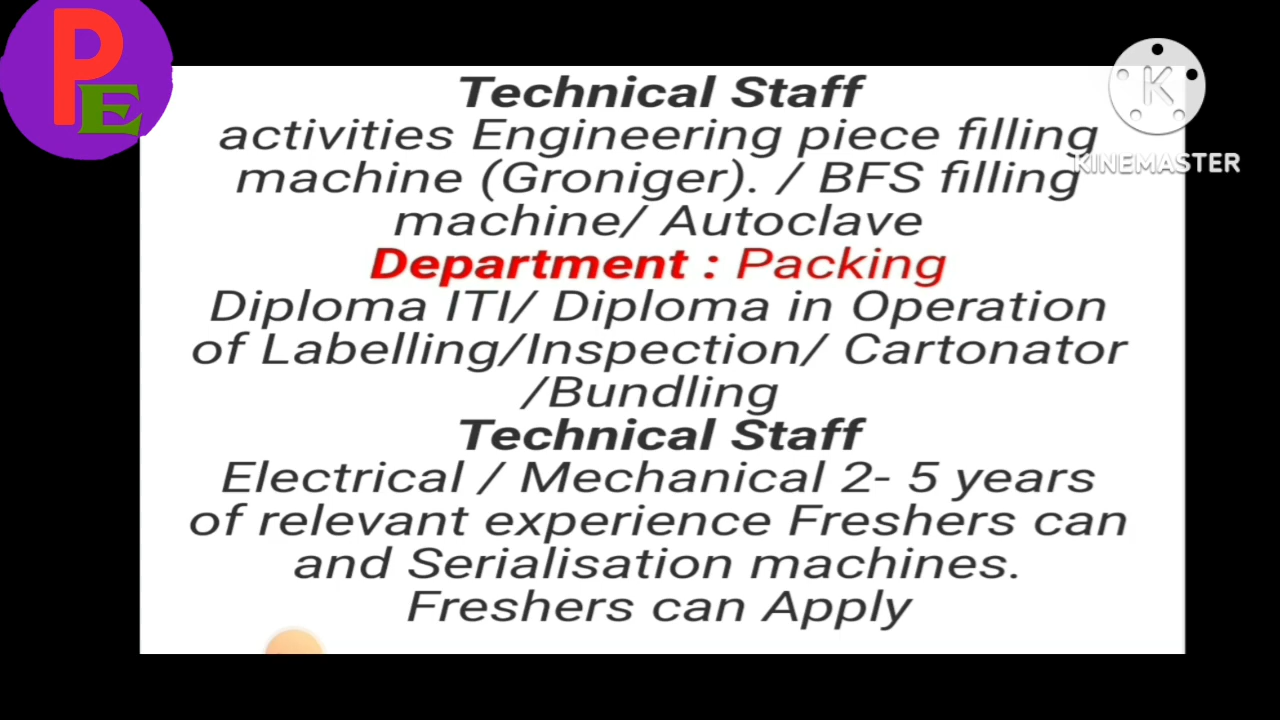 PE
Technical Staff
activities Engineering piece filling
machine (Groniger). / BFS filling
machine/ Autoclave
Department : Packing
Diploma ITI/ Diploma in Operation
of Labelling/Inspection/ Cartonator
/Bundling
Technical Staff
Electrical / Mechanical 2- 5 years
of relevant experience Freshers can
and Serialisation machines.
Freshers can Apply
K
KINEMASTER